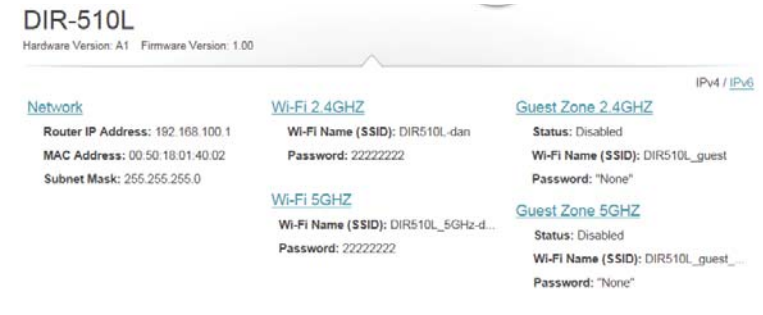 DIR-510L
Hardware Version: A1 Firmware Version: 1.00
IPv4 / IPv6
Network
Router IP Address: 192.168.100.1
MAC Address: 00:50:18:01:40:02
Subnet Mask: 255.255.255.0
Wi-Fi 2.4GHZ
Wi-Fi Name (SSID): DIR510L-dan
Password: 22222222
Wi-Fi 5GHZ
Wi-Fi Name (SSID): DIR510L_5GHz-d...
Password: 22222222
Guest Zone 2.4GHZ
Status: Disabled
Wi-Fi Name (SSID): DIR510L_guest
Password: "None"
Guest Zone 5GHZ
Status: Disabled
Wi-Fi Name (SSID): DIR510L_guest_...
Password: "None"